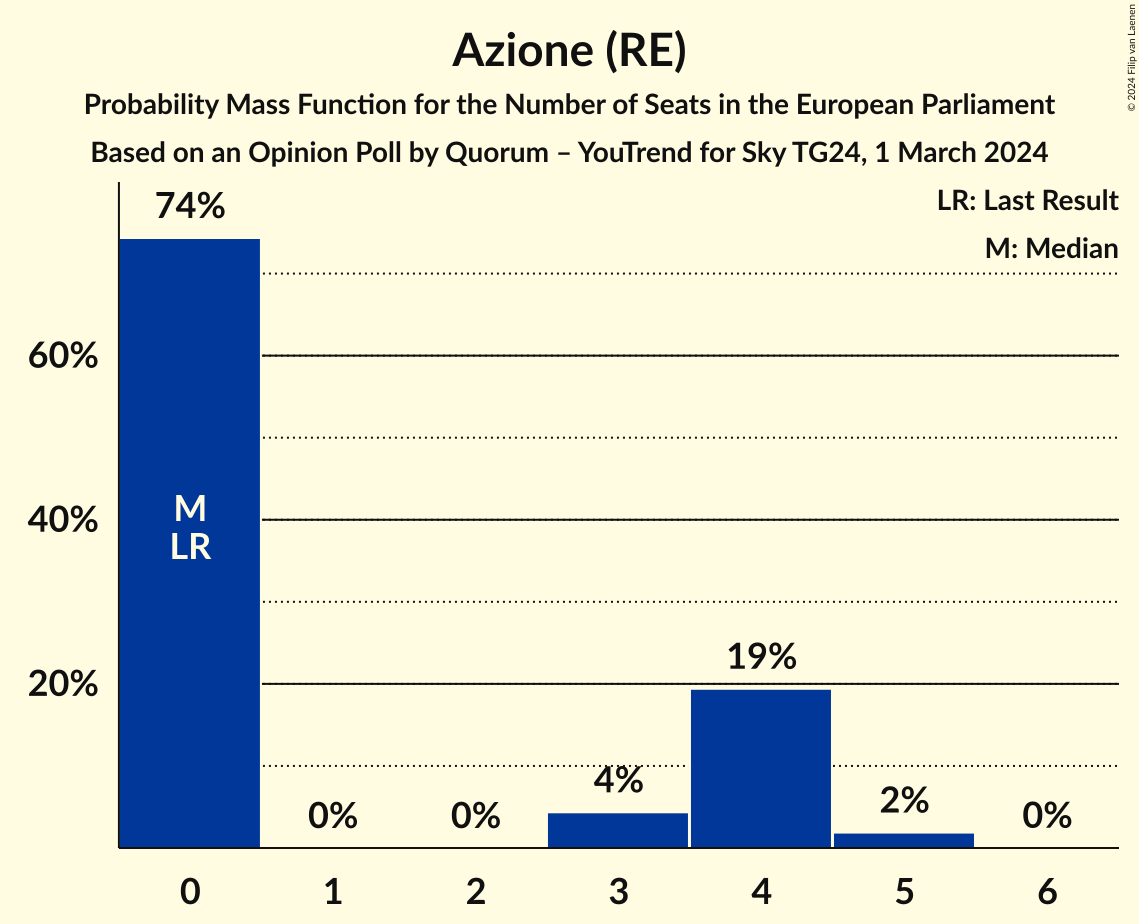 Azione (RE)
Probability Mass Function for the Number of Seats in the European Parliament
Based on an Opinion Poll by Quorum – YouTrend for Sky TG24, 1 March 2024
© 2024 Filip van Laenen
LR: Last Result
M: Median
74%
60%
M
40%
LR
19%
20%
4%
2%
0%
0%
0%
0 1 2 3 4 5 6